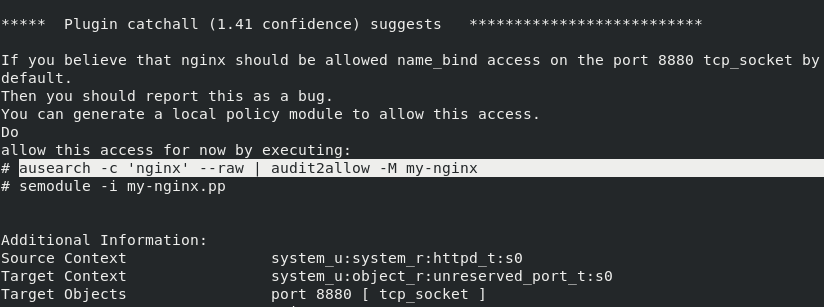 *****  Plugin catchall (1.41 confidence) suggests   **************************
If you believe that nginx should be allowed name_bind access on the port 8880 tcp_socket by
default.
Then you should report this as a bug.
You can generate a local policy module to allow this access.
Do
allow this access for now by executing:
# ausearch -c 'nginx' --raw | audit2allow -M my-nginx
# semodule -i my-nginx.pp
Additional Information:
Source Context                system_u:system_r:httpd_t:s0
Target Context                system_u:object_r:unreserved_port_t:s0
Target Objects                port 8880 [ tcp_socket ]